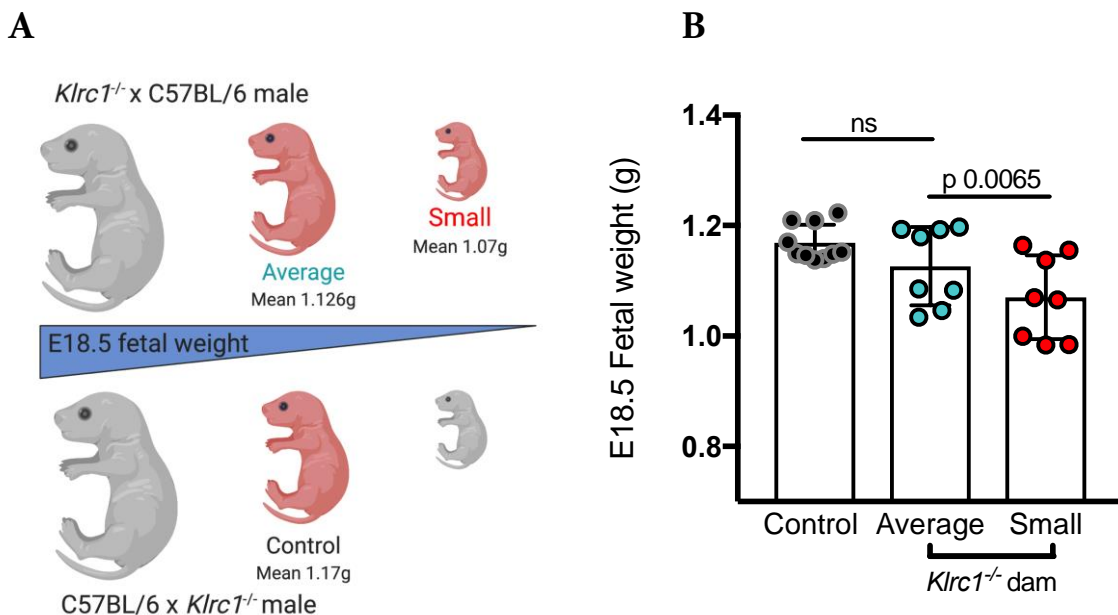 A
Klrc1-/- x C57BL/6 male
Small
Mean 1.07g
Average
Mean 1.126g
E18.5 fetal weight
Control
Mean 1.17g
C57BL/6 x Klrc1-/- male
B
E18.5 Fetal weight (g)
1.4
1.2
1.0
0.8
ns
p 0.0065
Control Average Small
Klrc1-/- dam